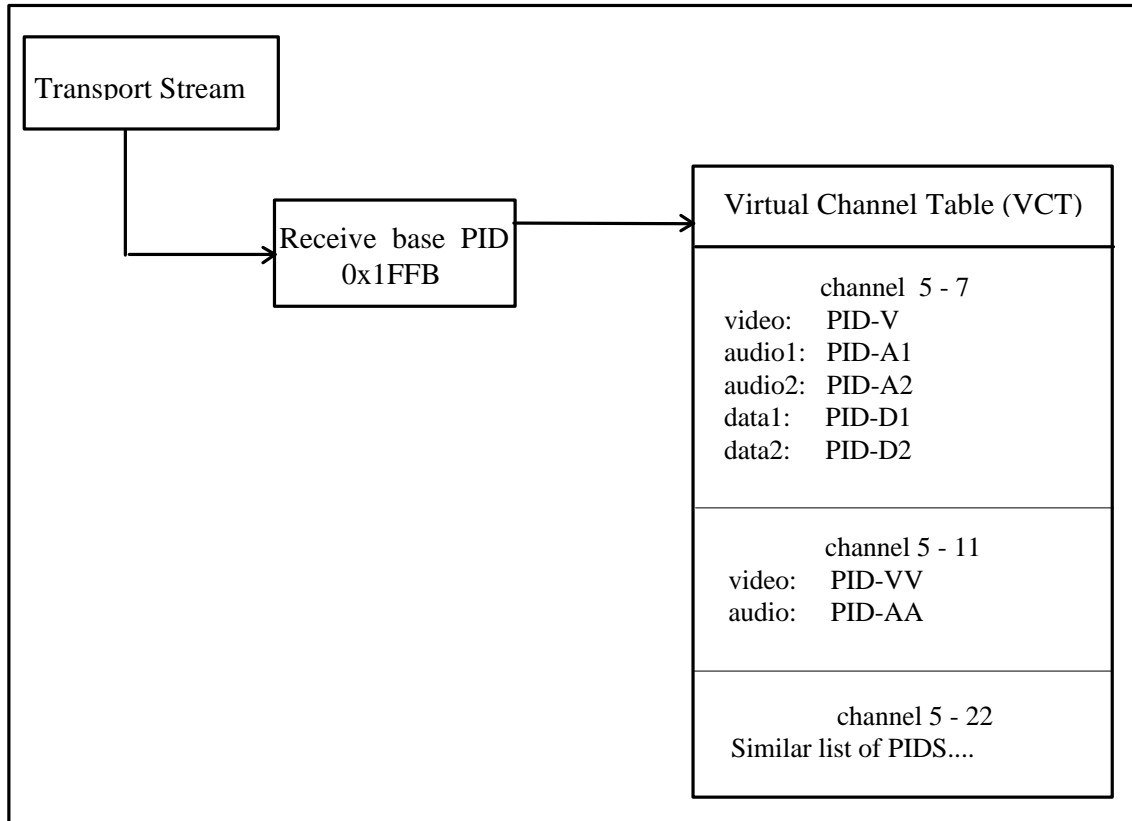 Transport Stream
Receive base PID
0x1FFB
Virtual Channel Table (VCT)
channel 5 - 7
video: PID-V
audio1: PID-A1
audio2: PID-A2
data1: PID-D1
data2: PID-D2
channel 5 - 11
video: PID-VV
audio: PID-AA
channel 5 - 22
Similar list of PIDS....